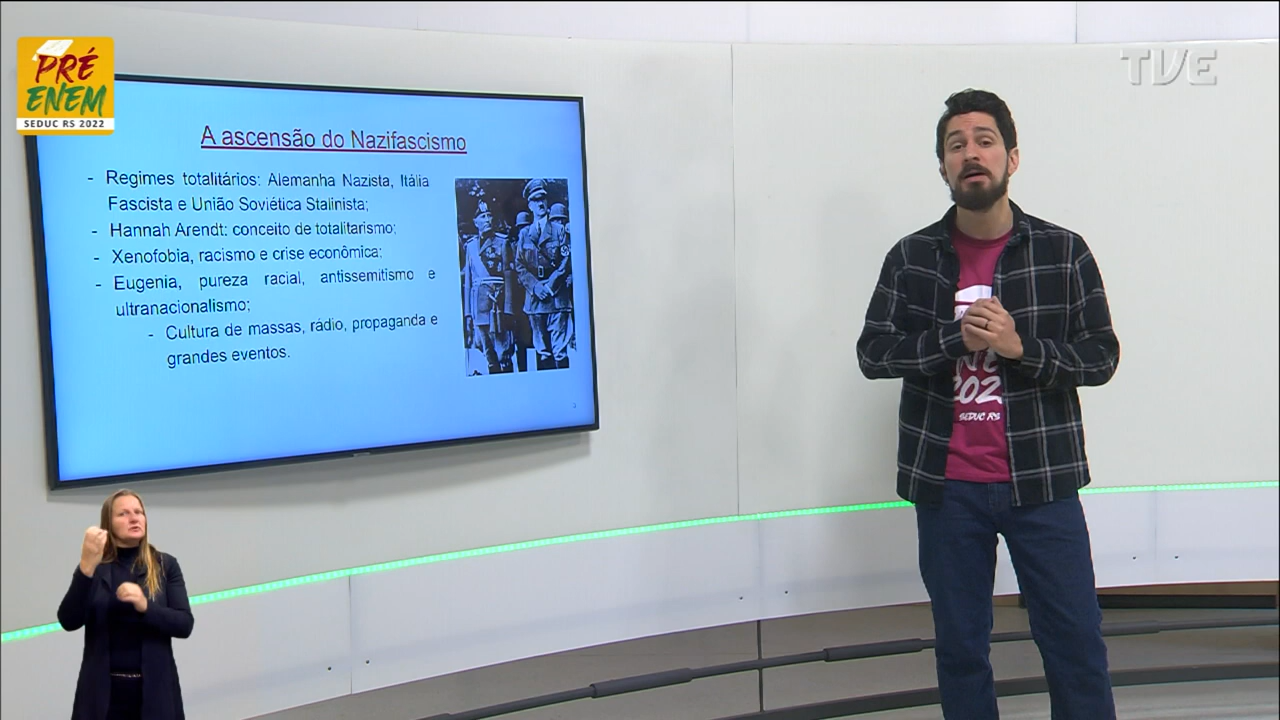 PRÉ
ENEM
SEDUC RS 2022
TVE
A ascensão do Nazifascismo
- Regimes totalitários: Alemanha Nazista, Itália
Fascista e União Soviética Stalinista;
- Hannah Arendt: conceito de totalitarismo;
- Xenofobia, racismo e crise econômica;
- Eugenia, pureza racial, antissemitismo e
ultranacionalismo;
- Cultura de massas, rádio, propaganda e
grandes eventos.
202
SEDUC RS